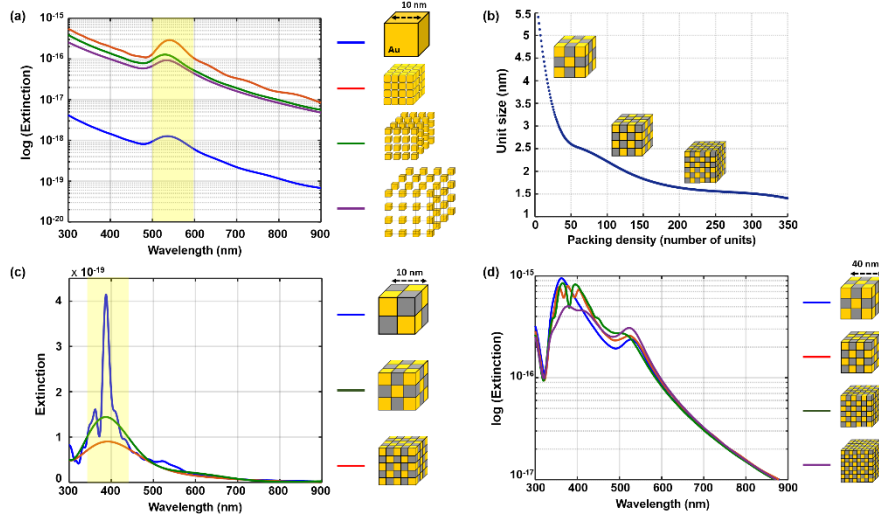 (a)
10 nm
Au
log (Extinction)
10-15
10-16
10-17
10-18
10-19
10-20
300 400 500 600 700 800 900
Wavelength (nm)
(b)
Unit size (nm)
5.5
5
4.5
4
3.5
3
2.5
2
1.5
1
0 50 100 150 200 250 300 350
Packing density (number of units)
(c)
x 10-19
10 nm
Extinction
4
3
2
1
0
300 400 500 600 700 800 900
Wavelength (nm)
(d)
40 nm
log (Extinction)
10-15
10-16
10-17
300 400 500 600 700 800 900
Wavelength (nm)